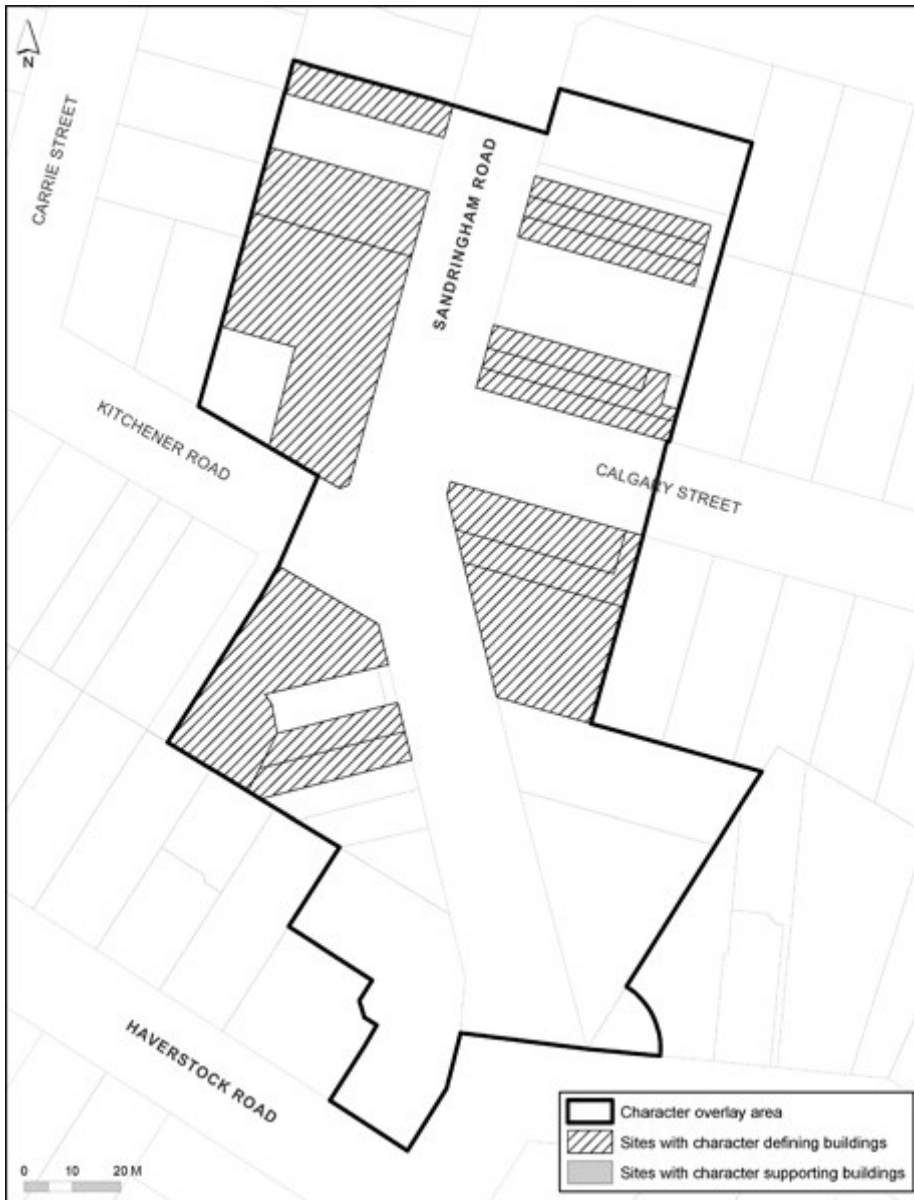 N
CARRIE STREET
SANDRINGHAM ROAD
KITCHENER ROAD
CALGARY STREET
HAVERSTOCK ROAD
Character overlay area
Sites with character defining buildings
Sites with character supporting buildings
0 10 20 M